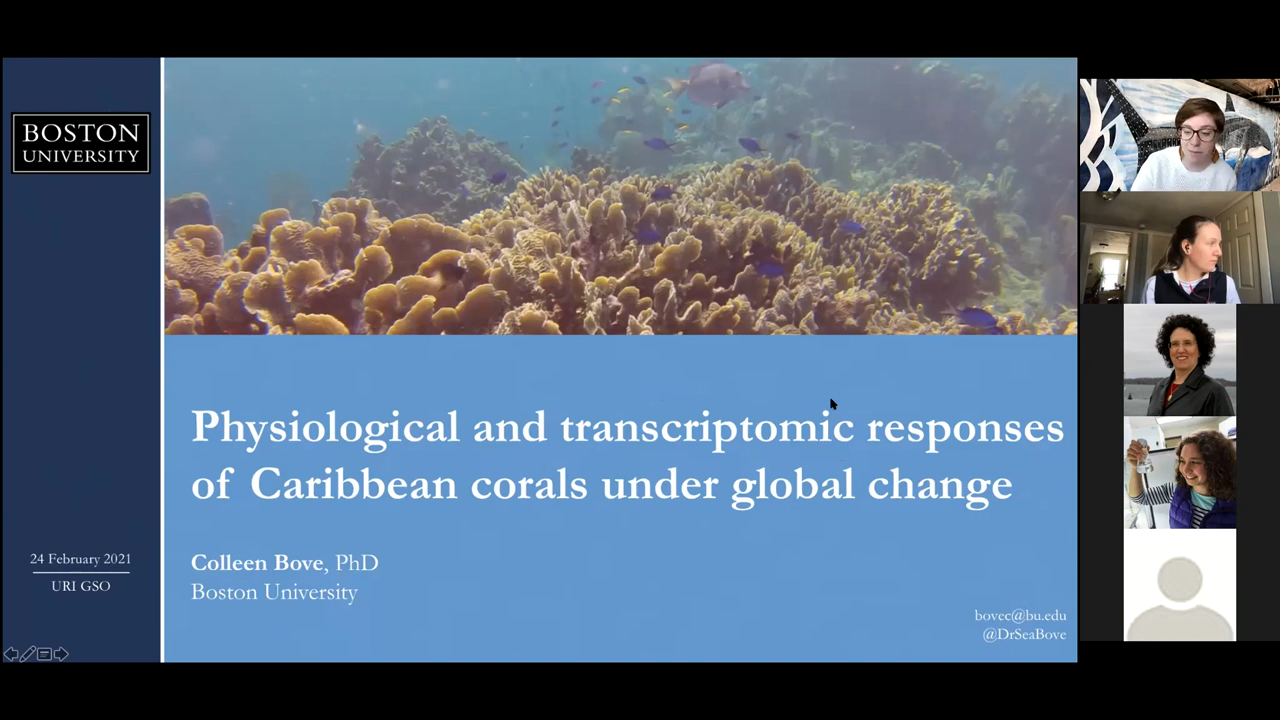 BOSTON
UNIVERSITY
24 February 2021
URI GSO
Physiological and transcriptomic responses
of Caribbean corals under global change
Colleen Bove, PhD
Boston University
bovec@bu.edu
@DrSeaBove